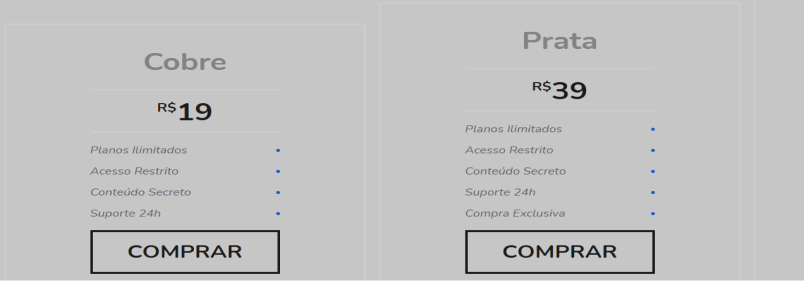 Cobre
R$19
Planos Ilimitados
Acesso Restrito
Conteúdo Secreto
Suporte 24h
COMPRAR
Prata
R$39
Planos Ilimitados
Acesso Restrito
Conteúdo Secreto
Suporte 24h
Compra Exclusiva
COMPRAR